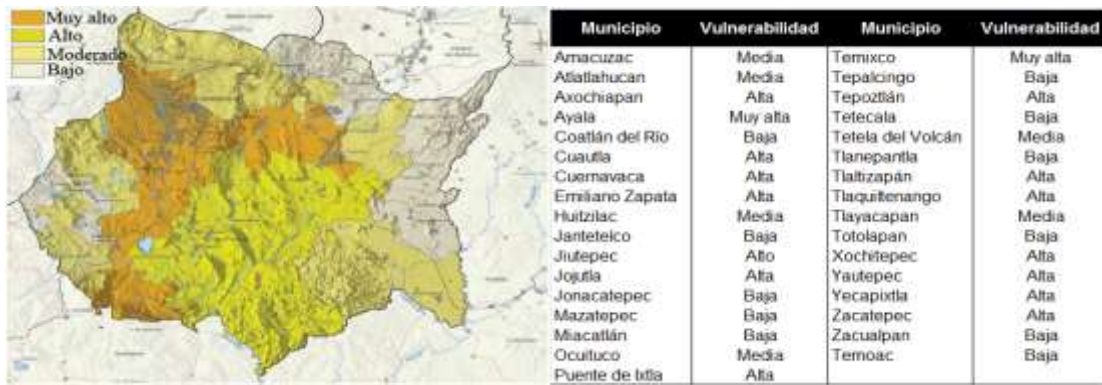 Muy alto
Alto
Moderado
Bajo
Municipio Vulnerabilidad Municipio Vulnerabilidad
Amacuzac Media Temixco Muy alta
Atlatlahucan Media Tepalcingo Baja
Axochiapan Alta Tepoztlán Alta
Ayala Muy alta Tetecala Baja
Coatlán del Río Baja Tetela del Volcán Media
Cuautla Alta Tlanepantla Baja
Cuernavaca Alta Tlaltizapán Alta
Emiliano Zapata Alta Tlaquiltenango Alta
Huitzilac Media Tlayacapan Media
Jantetelco Baja Totolapan Baja
Jiutepec Alto Xochitepec Alta
Jojutla Alta Yautepec Alta
Jonacatepec Baja Yecapixtla Alta
Mazatepec Baja Zacatepec Alta
Miacatlán Baja Zacualpan Baja
Ocuituco Media Temoac Baja
Puente de Ixtla Alta